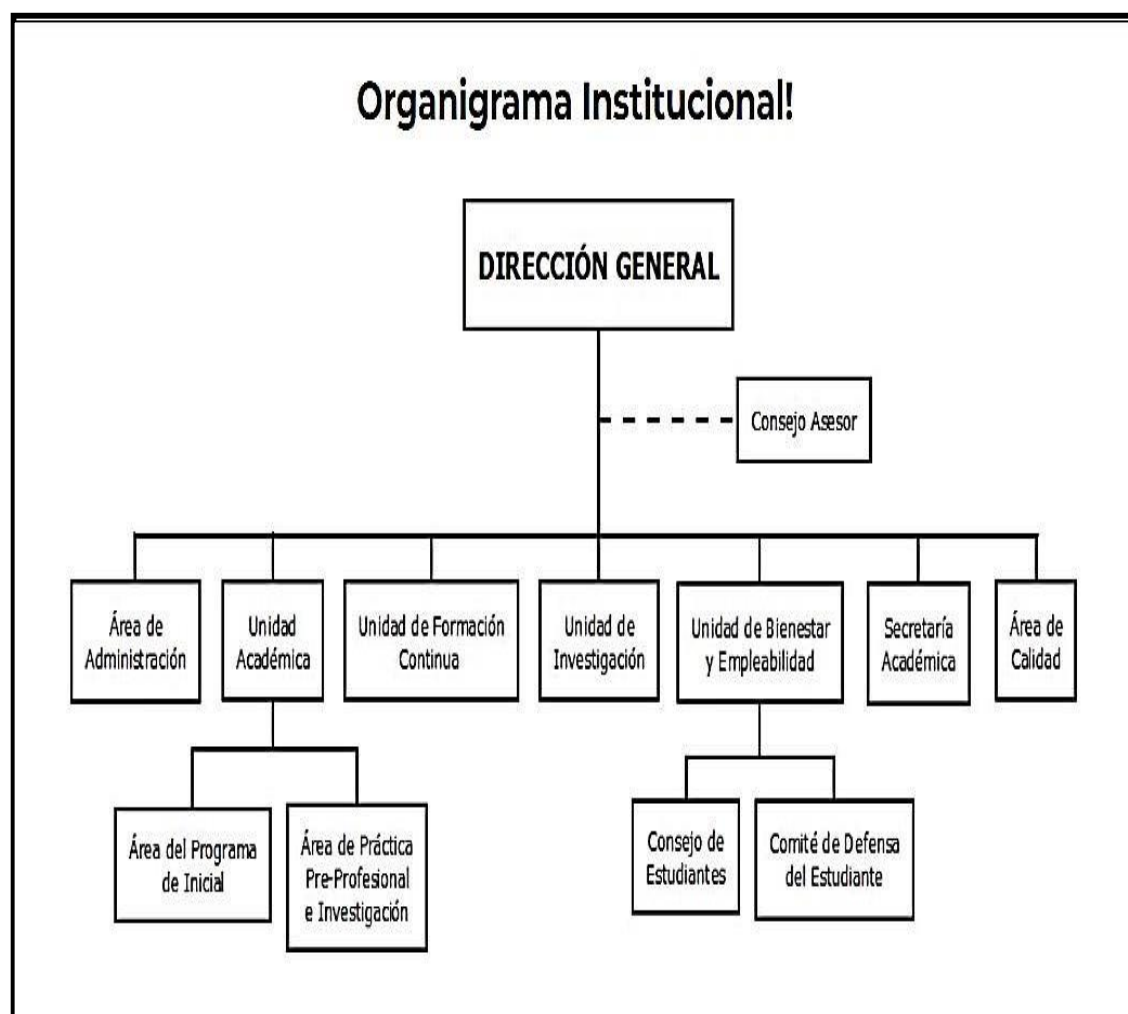 Organigrama Institucional!
DIRECCIÓN GENERAL
Consejo Asesor
Área de
Administración
Unidad
Académica
Unidad de Formación
Continua
Unidad de
Investigación
Unidad de Bienestar
y Empleabilidad
Secretaría
Académica
Área de
Calidad
Área del Programa
de Inicial
Área de Práctica
Pre-Profesional
e Investigación
Consejo de
Estudiantes
Comité de Defensa
del Estudiante